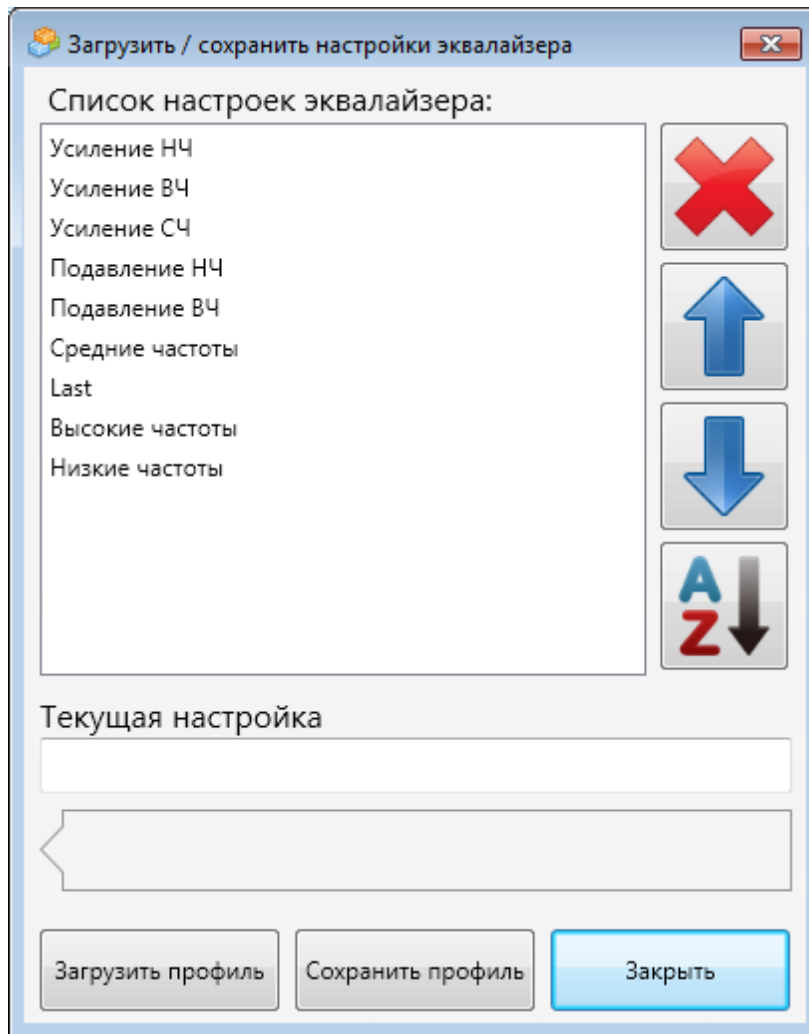 Загрузить / сохранить настройки эквалайзера
Список настроек эквалайзера:
Усиление НЧ
Усиление ВЧ
Усиление СЧ
Подавление НЧ
Подавление ВЧ
Средние частоты
Last
Высокие частоты
Низкие частоты
A
Z
Текущая настройка
Загрузить профиль
Сохранить профиль
Закрыть